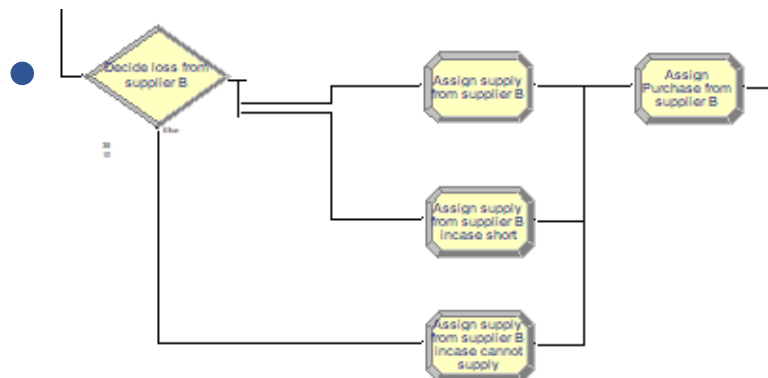 Decide loss from
supplier B
Else
Assign supply
from supplier B
Assign
Purchase from
supplier B
Assign supply
from supplier B
incase short
Assign supply
from supplier B
incase cannot
supply